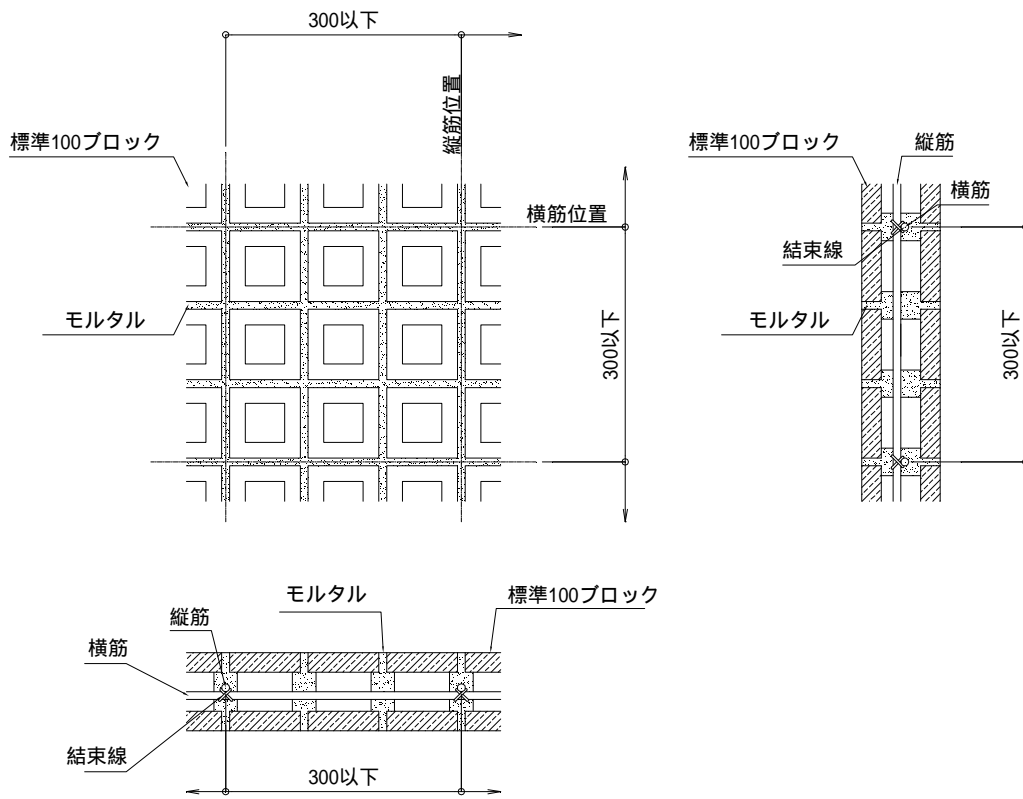 300以下
縦筋位置
標準100ブロック
横筋位置
モルタル
300以下
標準100ブロック
縦筋
横筋
結束線
モルタル
300以下
モルタル
標準100ブロック
縦筋
横筋
結束線
300以下